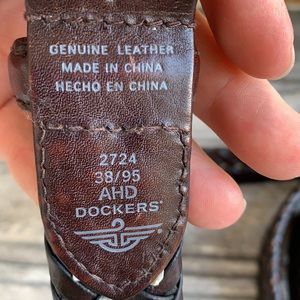 GENUINE LEATHER
MADE IN CHINA
HECHO EN CHINA
2724
38/95
AHD
DOCKERS®